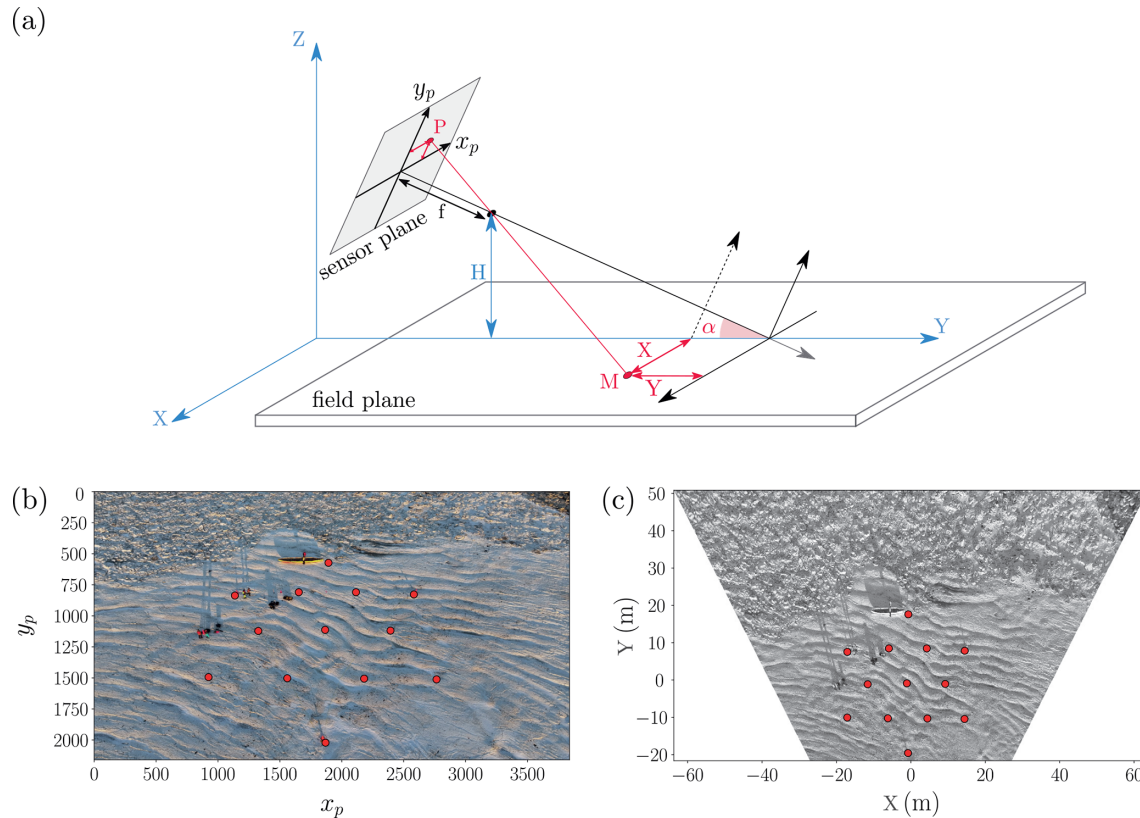 (a)
Z
y_p
P
x_p
f
sensor plane
H
α
Y
X
M
Y
X
field plane
(b)
0
250
500
750
1000
1250
1500
1750
2000
y_p
0 500 1000 1500 2000 2500 3000 3500
x_p
(c)
50
40
30
20
10
0
−10
−20
Y (m)
−60 −40 −20 0 20 40 60
X (m)